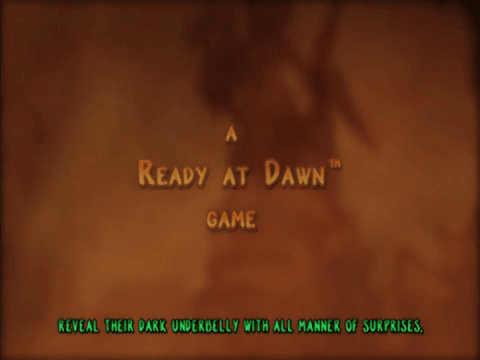 A
READY AT DAWN™
GAME
REVEAL THEIR DARK UNDERBELLY WITH ALL MANNER OF SURPRISES.